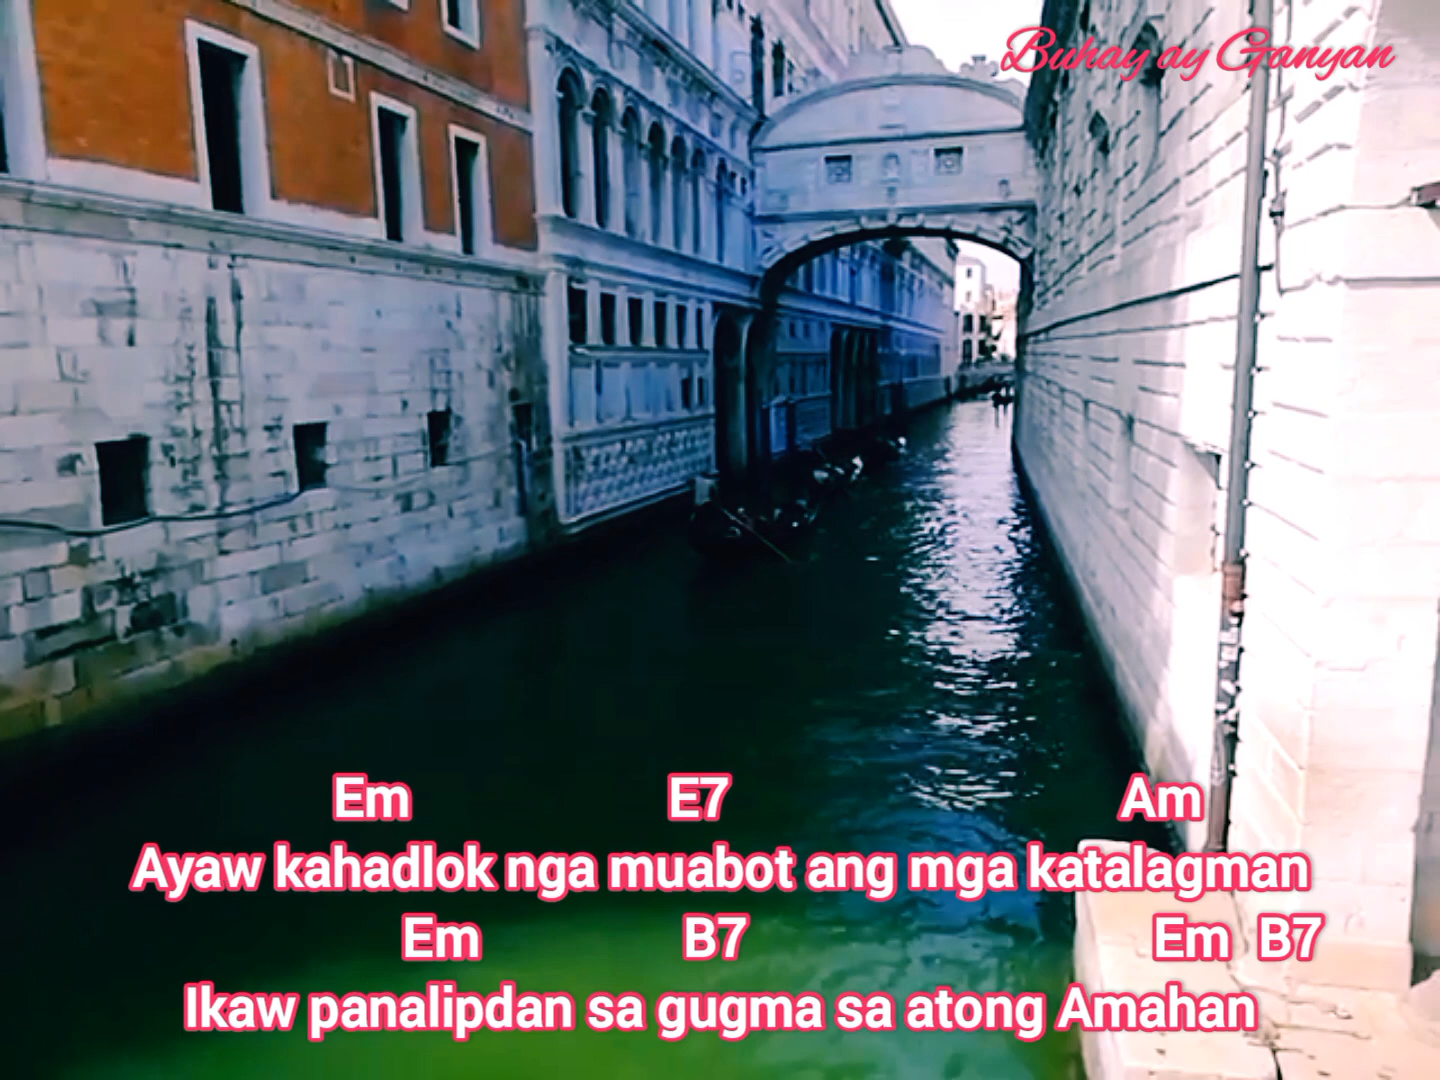 Buhay ay Ganyan
Em E7 Am
Ayaw kahadlok nga muabot ang mga katalagman
Em B7 Em B7
Ikaw panalipdan sa gugma sa atong Amahan